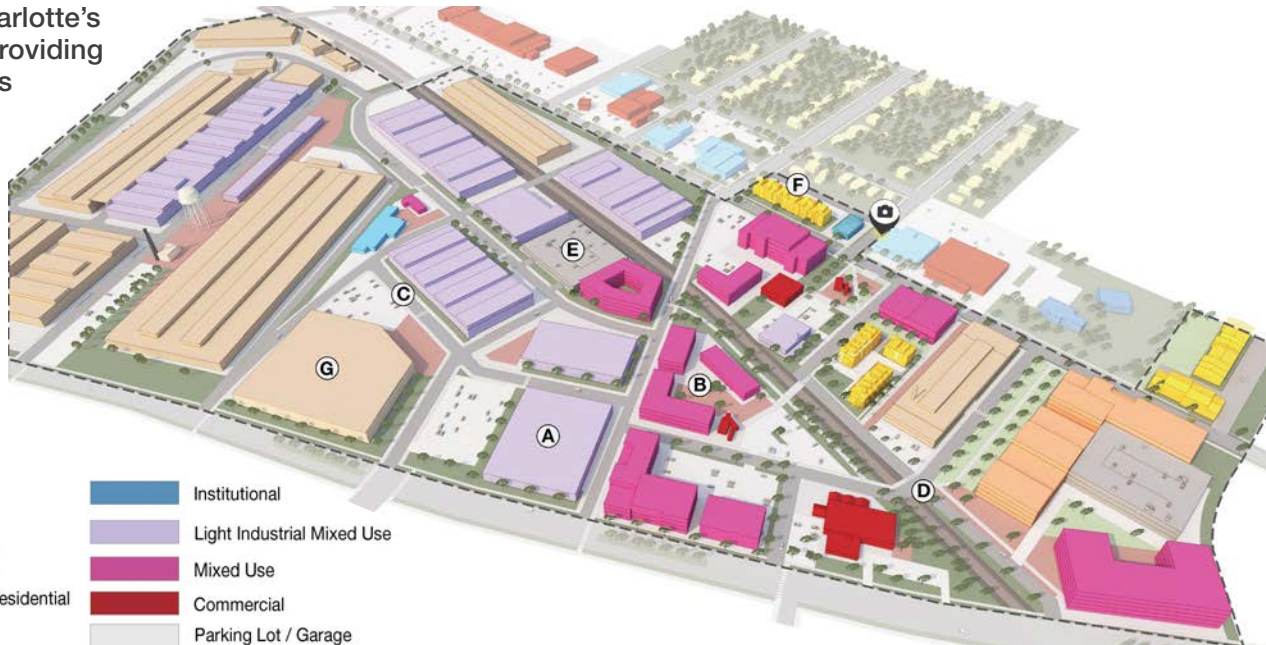 arlotte's
roviding
s
F
E
C
G
B
A
D
Institutional
Light Industrial Mixed Use
Mixed Use
esidential
Commercial
Parking Lot / Garage